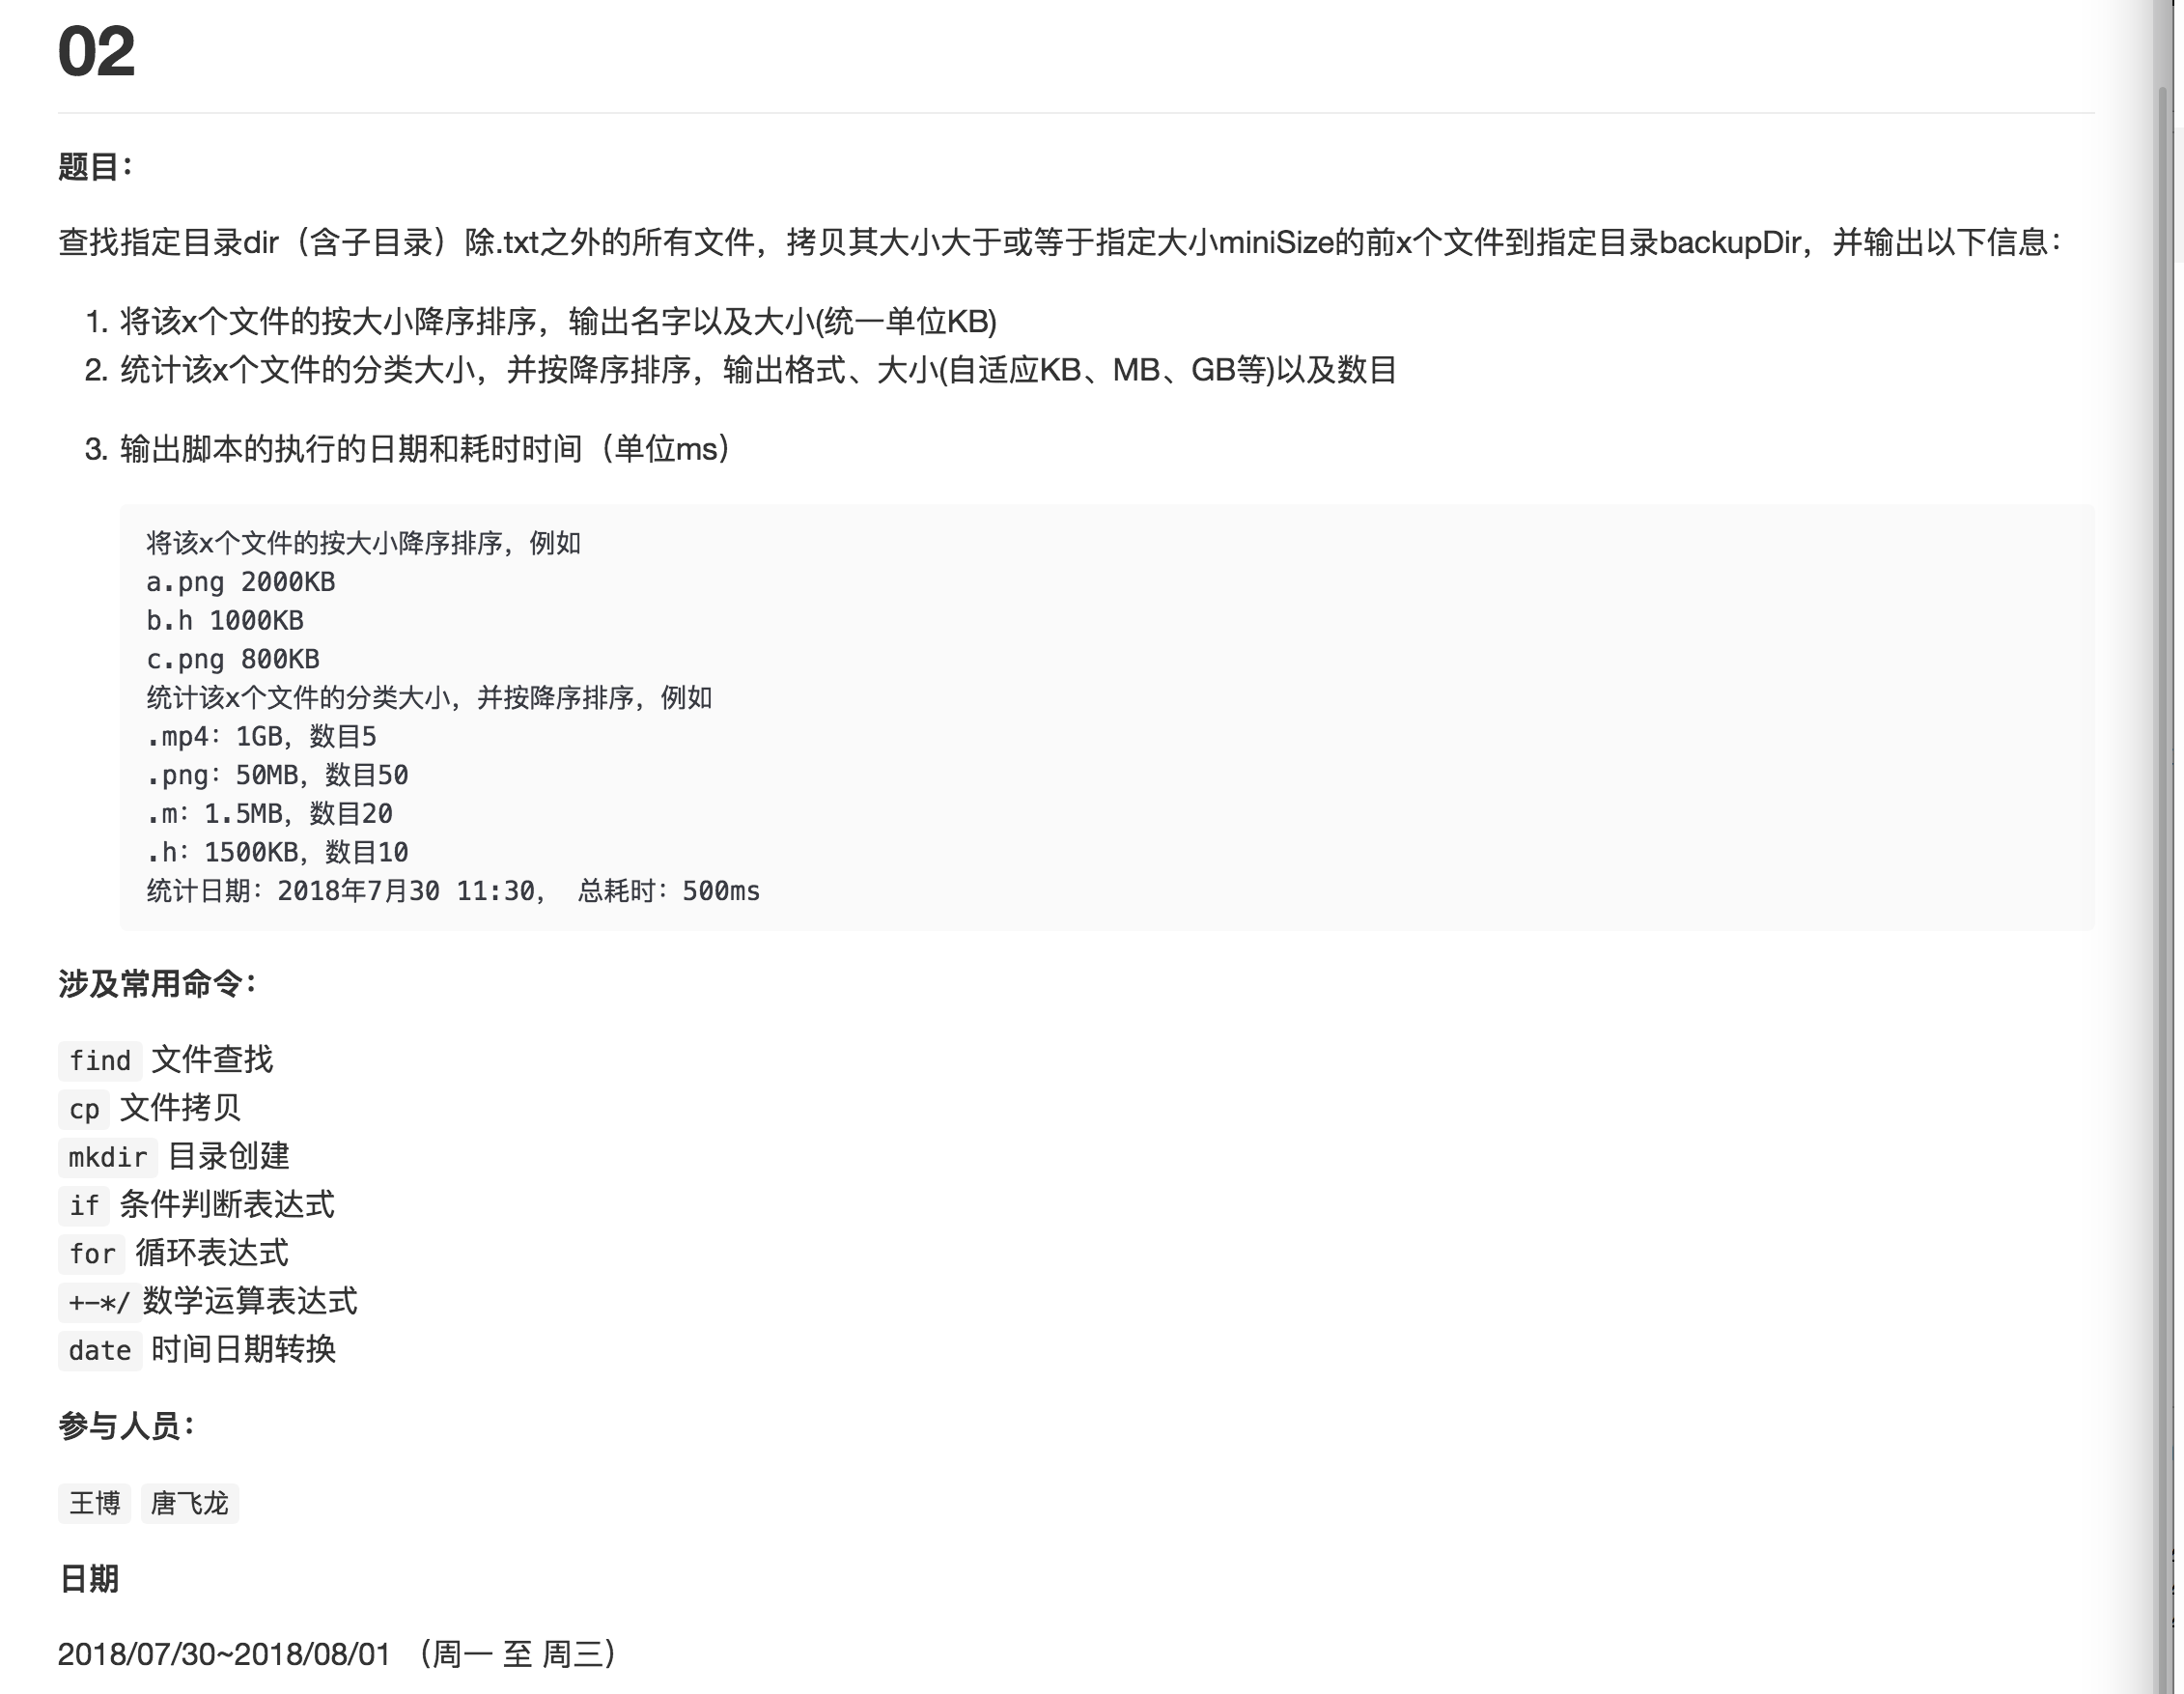 02
题目：
查找指定目录dir（含子目录）除.txt之外的所有文件，拷贝其大小大于或等于指定大小miniSize的前x个文件到指定目录backupDir，并输出以下信息：
1. 将该x个文件的按大小降序排序，输出名字以及大小(统一单位KB)
2. 统计该x个文件的分类大小，并按降序排序，输出格式、大小(自适应KB、MB、GB等)以及数目
3. 输出脚本的执行的日期和耗时时间（单位ms）
将该x个文件的按大小降序排序，例如
a.png 2000KB
b.h 1000KB
c.png 800KB
统计该x个文件的分类大小，并按降序排序，例如
.mp4：1GB，数目5
.png：50MB，数目50
.m：1.5MB，数目20
.h：1500KB，数目10
统计日期：2018年7月30 11:30， 总耗时：500ms
涉及常用命令：
find 文件查找
cp 文件拷贝
mkdir 目录创建
if 条件判断表达式
for 循环表达式
+-*/ 数学运算表达式
date 时间日期转换
参与人员：
王博 唐飞龙
日期
2018/07/30~2018/08/01 （周一 至 周三）